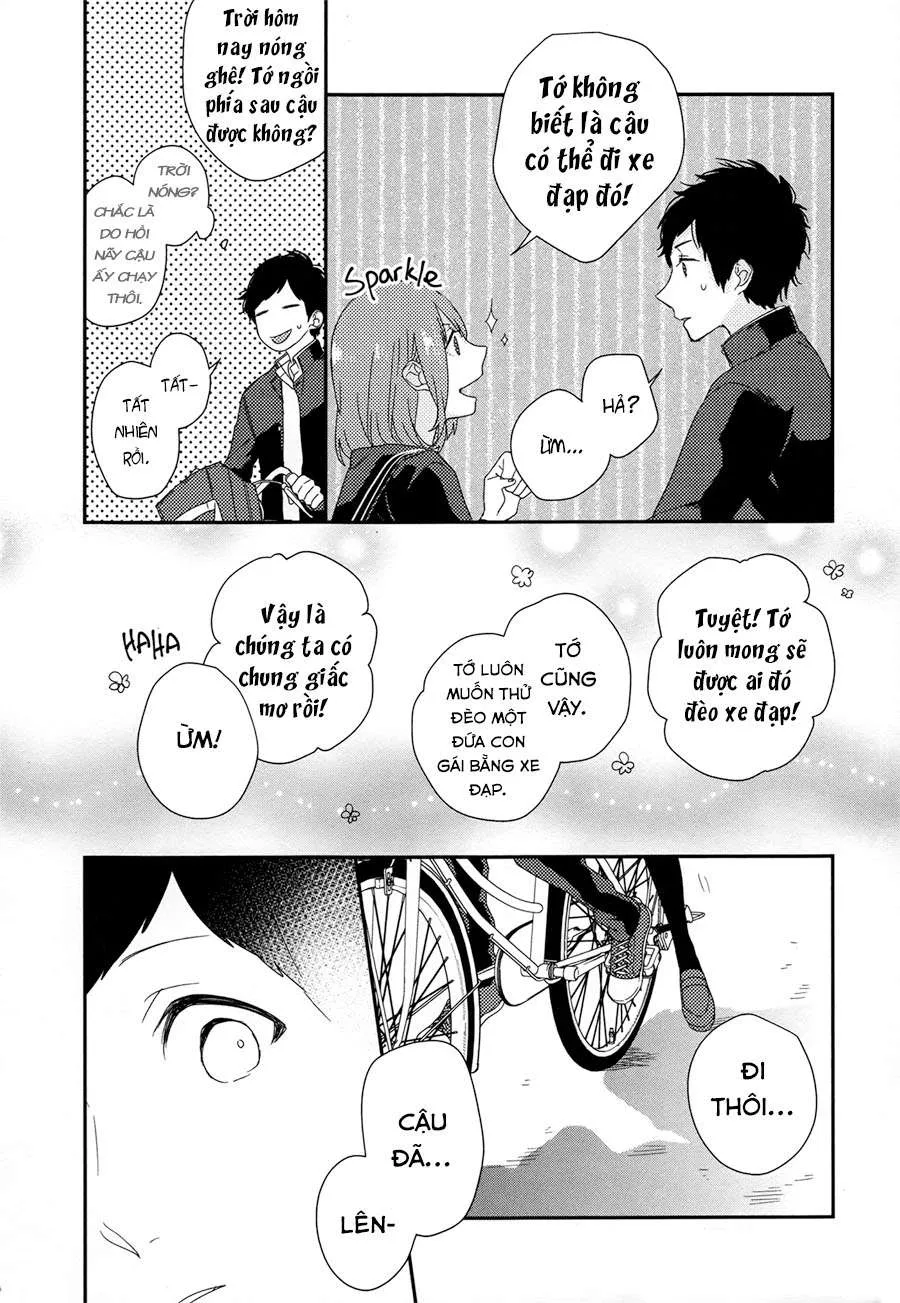 Tớ không
biết là cậu
có thể đi xe
đạp đó!
HẢ?
ỪM...
Sparkle
Trời hôm
nay nóng
ghê! Tớ ngồi
phía sau cậu
được không?
TRỜI
NÓNG?
CHẮC LÀ
DO HỒI
NÃY CẬU
ẤY CHẠY
THÔI.
TẤT-
TẤT
NHIÊN
RỒI.
Tuyệt! Tớ
luôn mong sẽ
được ai đó
đèo xe đạp!
TỚ
CŨNG
VẬY.
TỚ LUÔN
MUỐN THỬ
ĐÈO MỘT
ĐỨA CON
GÁI BẰNG XE
ĐẠP.
Vậy là
chúng ta có
chung giấc
mơ rồi!
ỪM!
HAHA
ĐI
THÔI...
CẬU
ĐÃ...
LÊN-